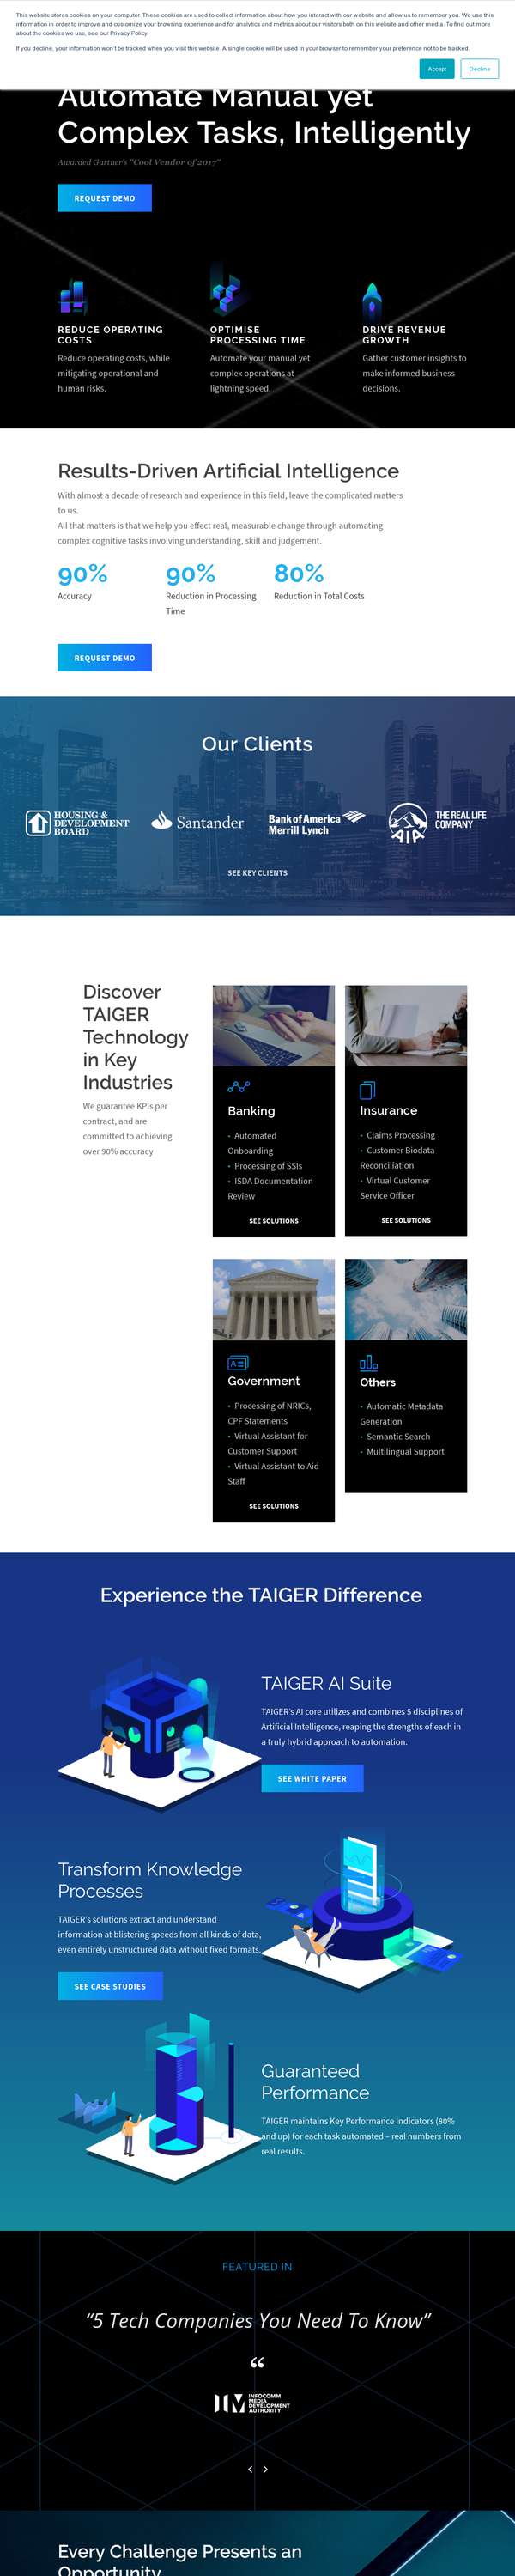 This website stores cookies on your computer. These cookies are used to collect information about how you interact with our website and allow us to remember you. We use this
information in order to improve and customize your browsing experience and for analytics and metrics about our visitors both on this website and other media. To find out more
about the cookies we use, see our Privacy Policy.
If you decline, your information won't be tracked when you visit this website. A single cookie will be used in your browser to remember your preference not to be tracked.
Accept
Decline
Automate Manual yet
Complex Tasks, Intelligently
Awarded Gartner's "Cool Vendor of 2017"
REQUEST DEMO
REDUCE OPERATING
COSTS
Reduce operating costs, while
mitigating operational and
human risks.
OPTIMISE
PROCESSING TIME
Automate your manual yet
complex operations at
lightning speed.
DRIVE REVENUE
GROWTH
Gather customer insights to
make informed business
decisions.
Results-Driven Artificial Intelligence
With almost a decade of research and experience in this field, leave the complicated matters
to us.
All that matters is that we help you effect real, measurable change through automating
complex cognitive tasks involving understanding, skill and judgement.
90%
Accuracy
90%
Reduction in Processing
Time
80%
Reduction in Total Costs
REQUEST DEMO
Our Clients
HOUSING &
DEVELOPMENT
BOARD
Santander
Bank of America
Merrill Lynch
AIA
THE REAL LIFE
COMPANY
SEE KEY CLIENTS
Discover
TAIGER
Technology
in Key
Industries
We guarantee KPIs per
contract, and are
committed to achieving
over 90% accuracy
Banking
• Automated
Onboarding
• Processing of SSIs
• ISDA Documentation
Review
SEE SOLUTIONS
Insurance
• Claims Processing
• Customer Biodata
Reconciliation
• Virtual Customer
Service Officer
SEE SOLUTIONS
Government
• Processing of NRICs,
CPF Statements
• Virtual Assistant for
Customer Support
• Virtual Assistant to Aid
Staff
SEE SOLUTIONS
Others
• Automatic Metadata
Generation
• Semantic Search
• Multilingual Support
Experience the TAIGER Difference
TAIGER AI Suite
TAIGER's AI core utilizes and combines 5 disciplines of
Artificial Intelligence, reaping the strengths of each in
a truly hybrid approach to automation.
SEE WHITE PAPER
Transform Knowledge
Processes
TAIGER's solutions extract and understand
information at blistering speeds from all kinds of data,
even entirely unstructured data without fixed formats.
SEE CASE STUDIES
Guaranteed
Performance
TAIGER maintains Key Performance Indicators (80%
and up) for each task automated – real numbers from
real results.
FEATURED IN
“5 Tech Companies You Need To Know”
“
INFOCOMM
MEDIA
DEVELOPMENT
AUTHORITY
Every Challenge Presents an
Opportunity